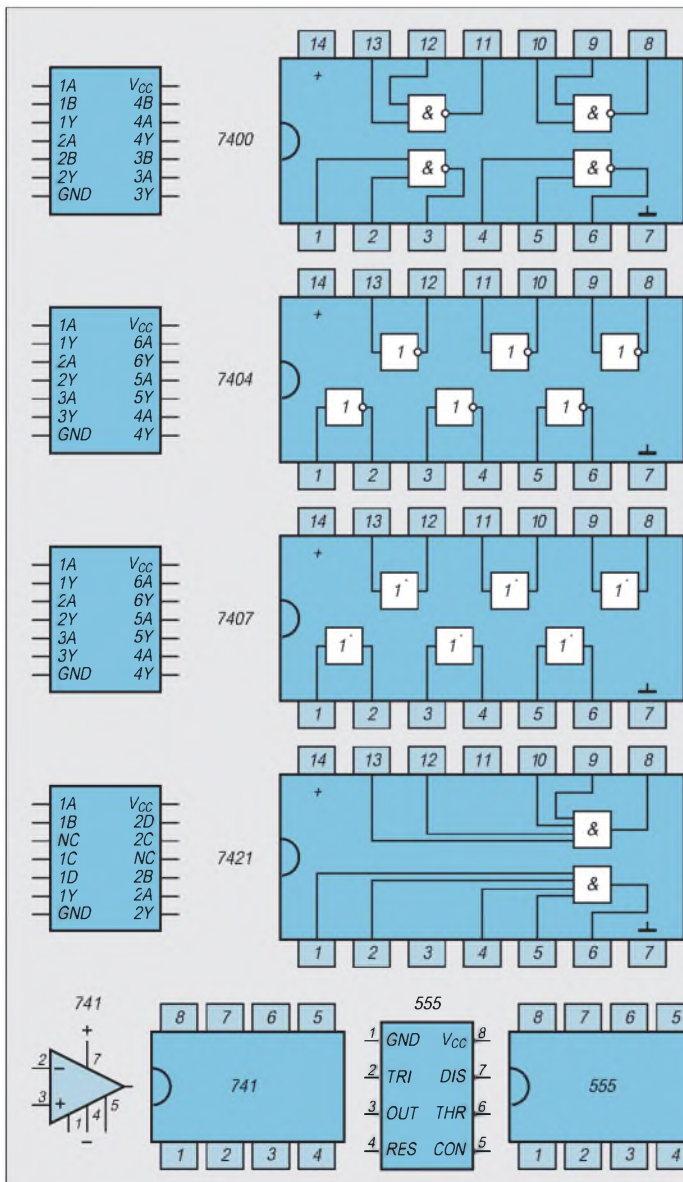 14 13 12 11 10 9 8
1A VCC
1B 4B
1Y 4A
2A 4Y
2B 3B
2Y 3A
GND 3Y
7400
+
& &
& &
1 2 3 4 5 6 7
14 13 12 11 10 9 8
1A VCC
1Y 6A
2A 6Y
2Y 5A
3A 5Y
3Y 4A
GND 4Y
7404
+
1 1 1
1 1 1
1 2 3 4 5 6 7
14 13 12 11 10 9 8
1A VCC
1Y 6A
2A 6Y
2Y 5A
3A 5Y
3Y 4A
GND 4Y
7407
+
1 1 1
1 1 1
1 2 3 4 5 6 7
14 13 12 11 10 9 8
1A VCC
1B 2D
NC 2C
1C NC
1D 2B
1Y 2A
GND 2Y
7421
+
&
&
1 2 3 4 5 6 7
741
+
7
2 −
3 +
1 4 5
−
8 7 6 5
741
1 2 3 4
555
1 GND VCC 8
2 TRI DIS 7
3 OUT THR 6
4 RES CON 5
8 7 6 5
555
1 2 3 4